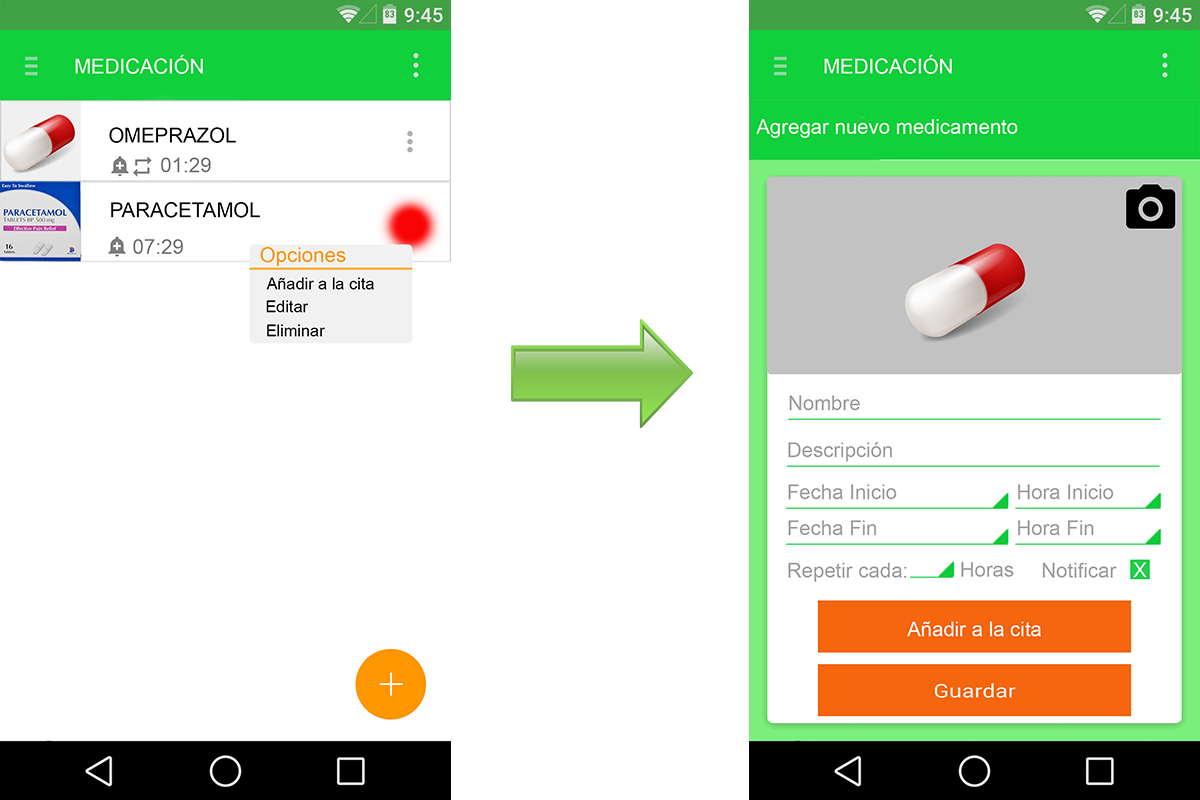 83 9:45
MEDICACIÓN
OMEPRAZOL
01:29
Easy To Swallow
PARACETAMOL
TABLETS BP 500 mg
Effective Pain Relief
16
Tablets
PARACETAMOL
07:29
Opciones
Añadir a la cita
Editar
Eliminar
83 9:45
MEDICACIÓN
Agregar nuevo medicamento
Nombre
Descripción
Fecha Inicio Hora Inicio
Fecha Fin Hora Fin
Repetir cada: Horas Notificar X
Añadir a la cita
Guardar